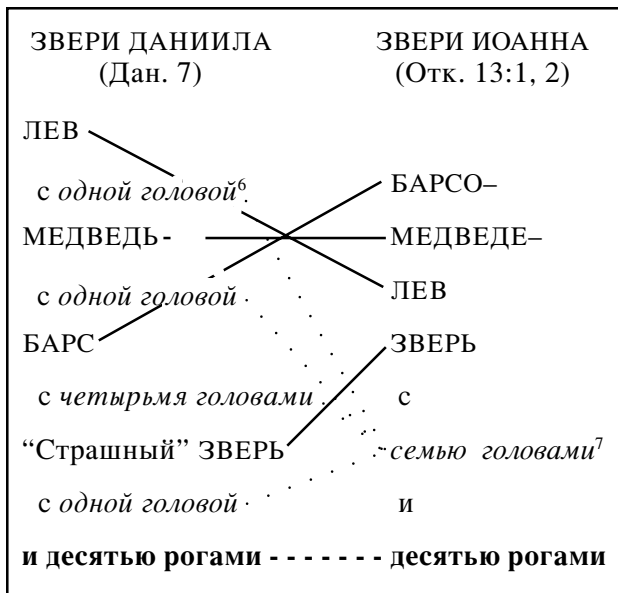 ЗВЕРИ ДАНИИЛА
(Дан. 7)
ЗВЕРИ ИОАННА
(Отк. 13:1, 2)
ЛЕВ
с одной головой⁶
МЕДВЕДЬ -
с одной головой
БАРС
с четырьмя головами
“Страшный” ЗВЕРЬ
с одной головой
БАРСО–
МЕДВЕДЕ–
ЛЕВ
ЗВЕРЬ
с
семью головами⁷
и
и десятью рогами - - - - - - - десятью рогами